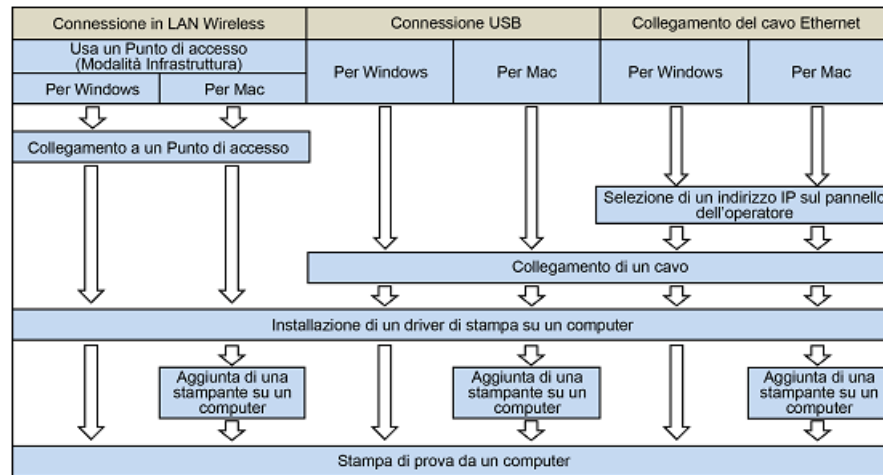 Connessione in LAN Wireless
Connessione USB
Collegamento del cavo Ethernet
Usa un Punto di accesso
(Modalità Infrastruttura)
Per Windows
Per Mac
Per Windows
Per Mac
Per Windows
Per Mac
Collegamento a un Punto di accesso
Selezione di un indirizzo IP sul pannello
dell'operatore
Collegamento di un cavo
Installazione di un driver di stampa su un computer
Aggiunta di una
stampante su un
computer
Aggiunta di una
stampante su un
computer
Aggiunta di una
stampante su un
computer
Stampa di prova da un computer